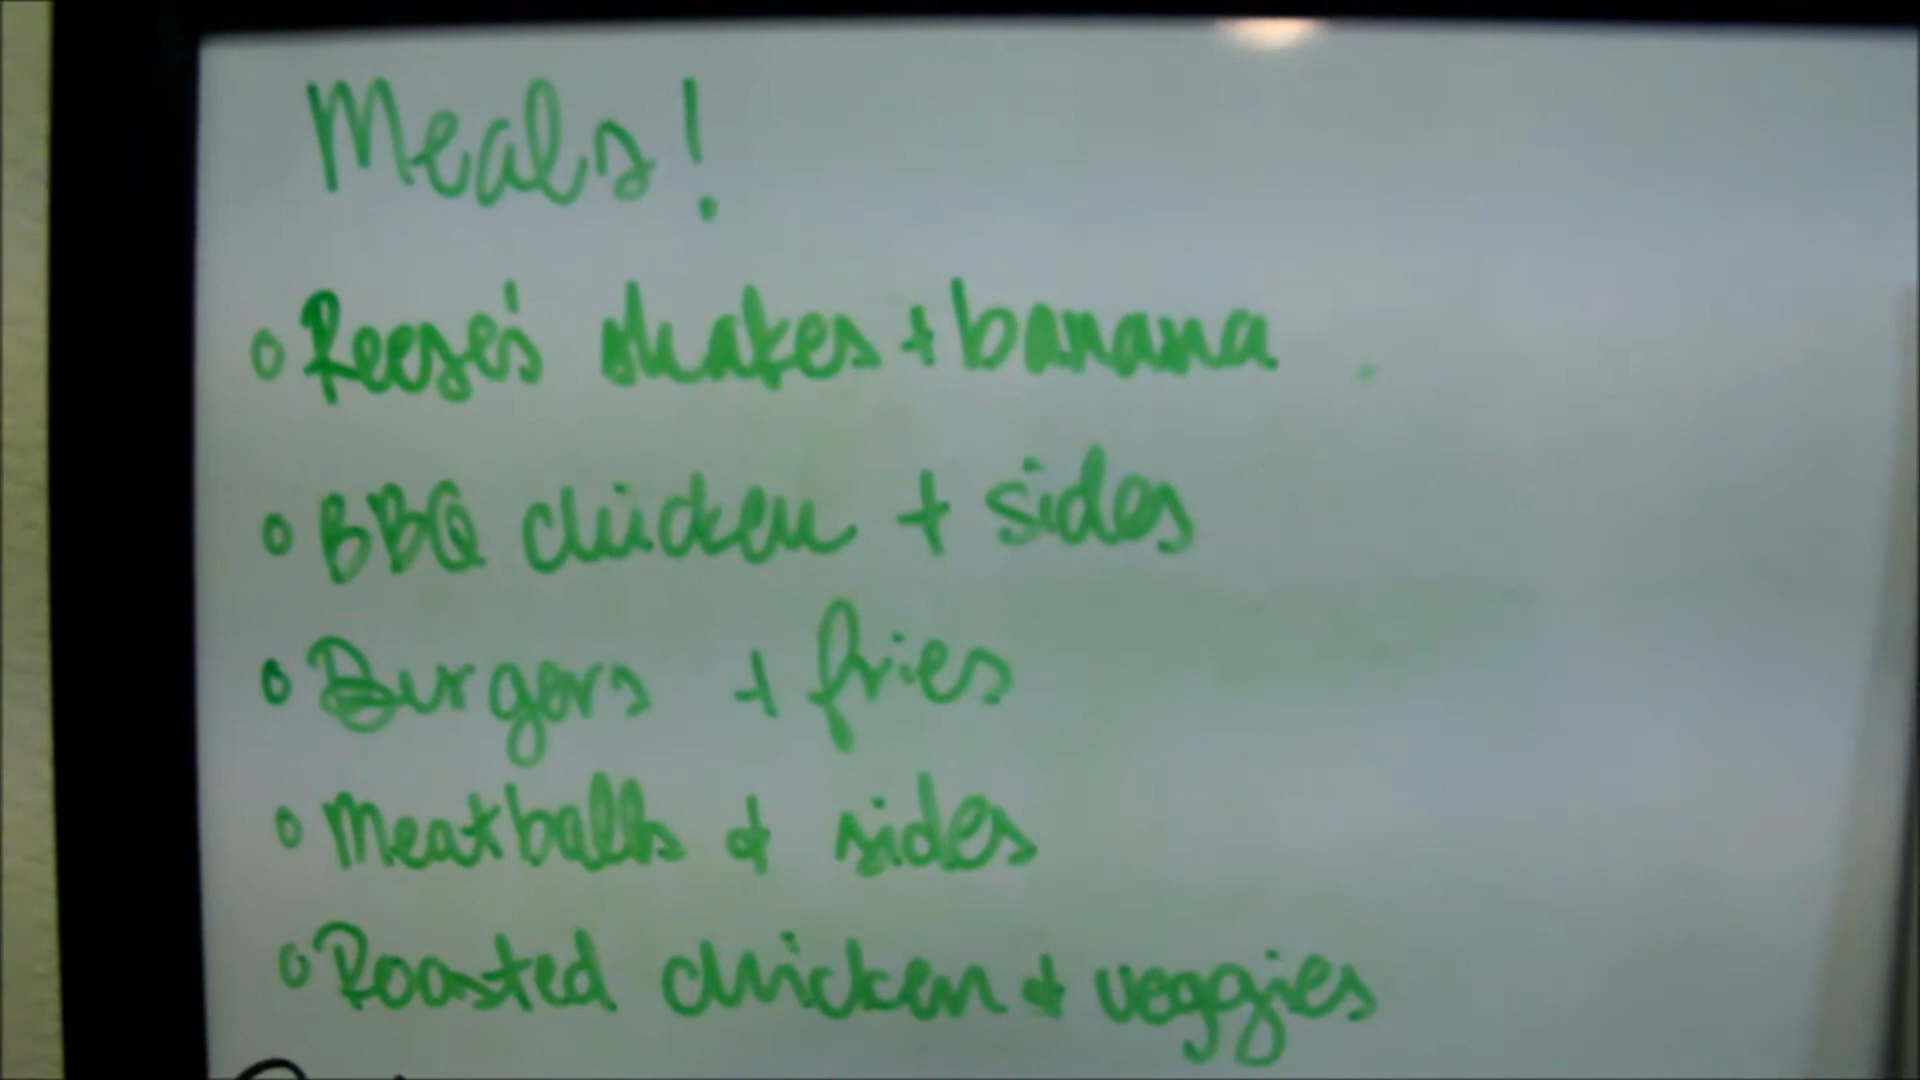 Meals!
Reese's shakes + banana
BBQ chicken + sides
Burgers + fries
Meatballs & sides
Roasted chicken & veggies